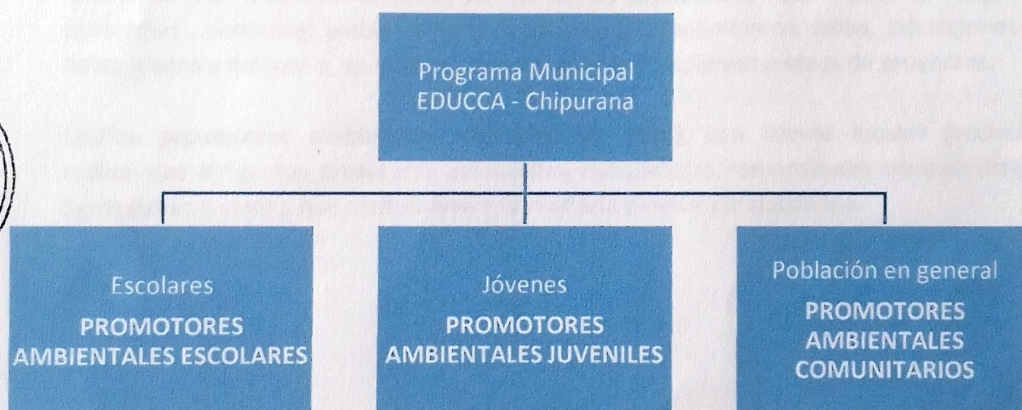 Programa Municipal
EDUCCA - Chipurana
Escolares
PROMOTORES
AMBIENTALES ESCOLARES
Jóvenes
PROMOTORES
AMBIENTALES JUVENILES
Población en general
PROMOTORES
AMBIENTALES
COMUNITARIOS